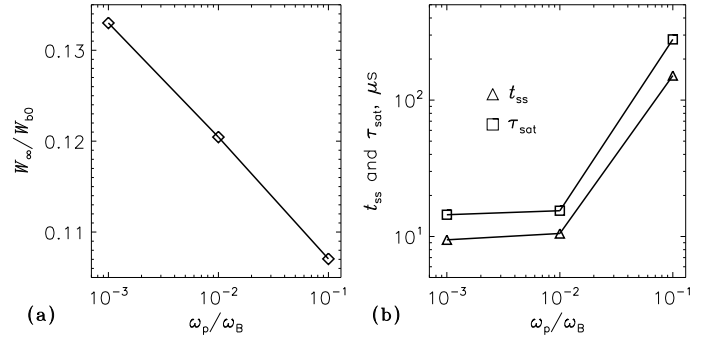 0.133
0.12
0.11
W∞/Wb0
10⁻³ 10⁻² 10⁻¹
ωp/ωB
(a)
10²
10¹
tss and τsat, μs
tss
τsat
10⁻³ 10⁻² 10⁻¹
ωp/ωB
(b)